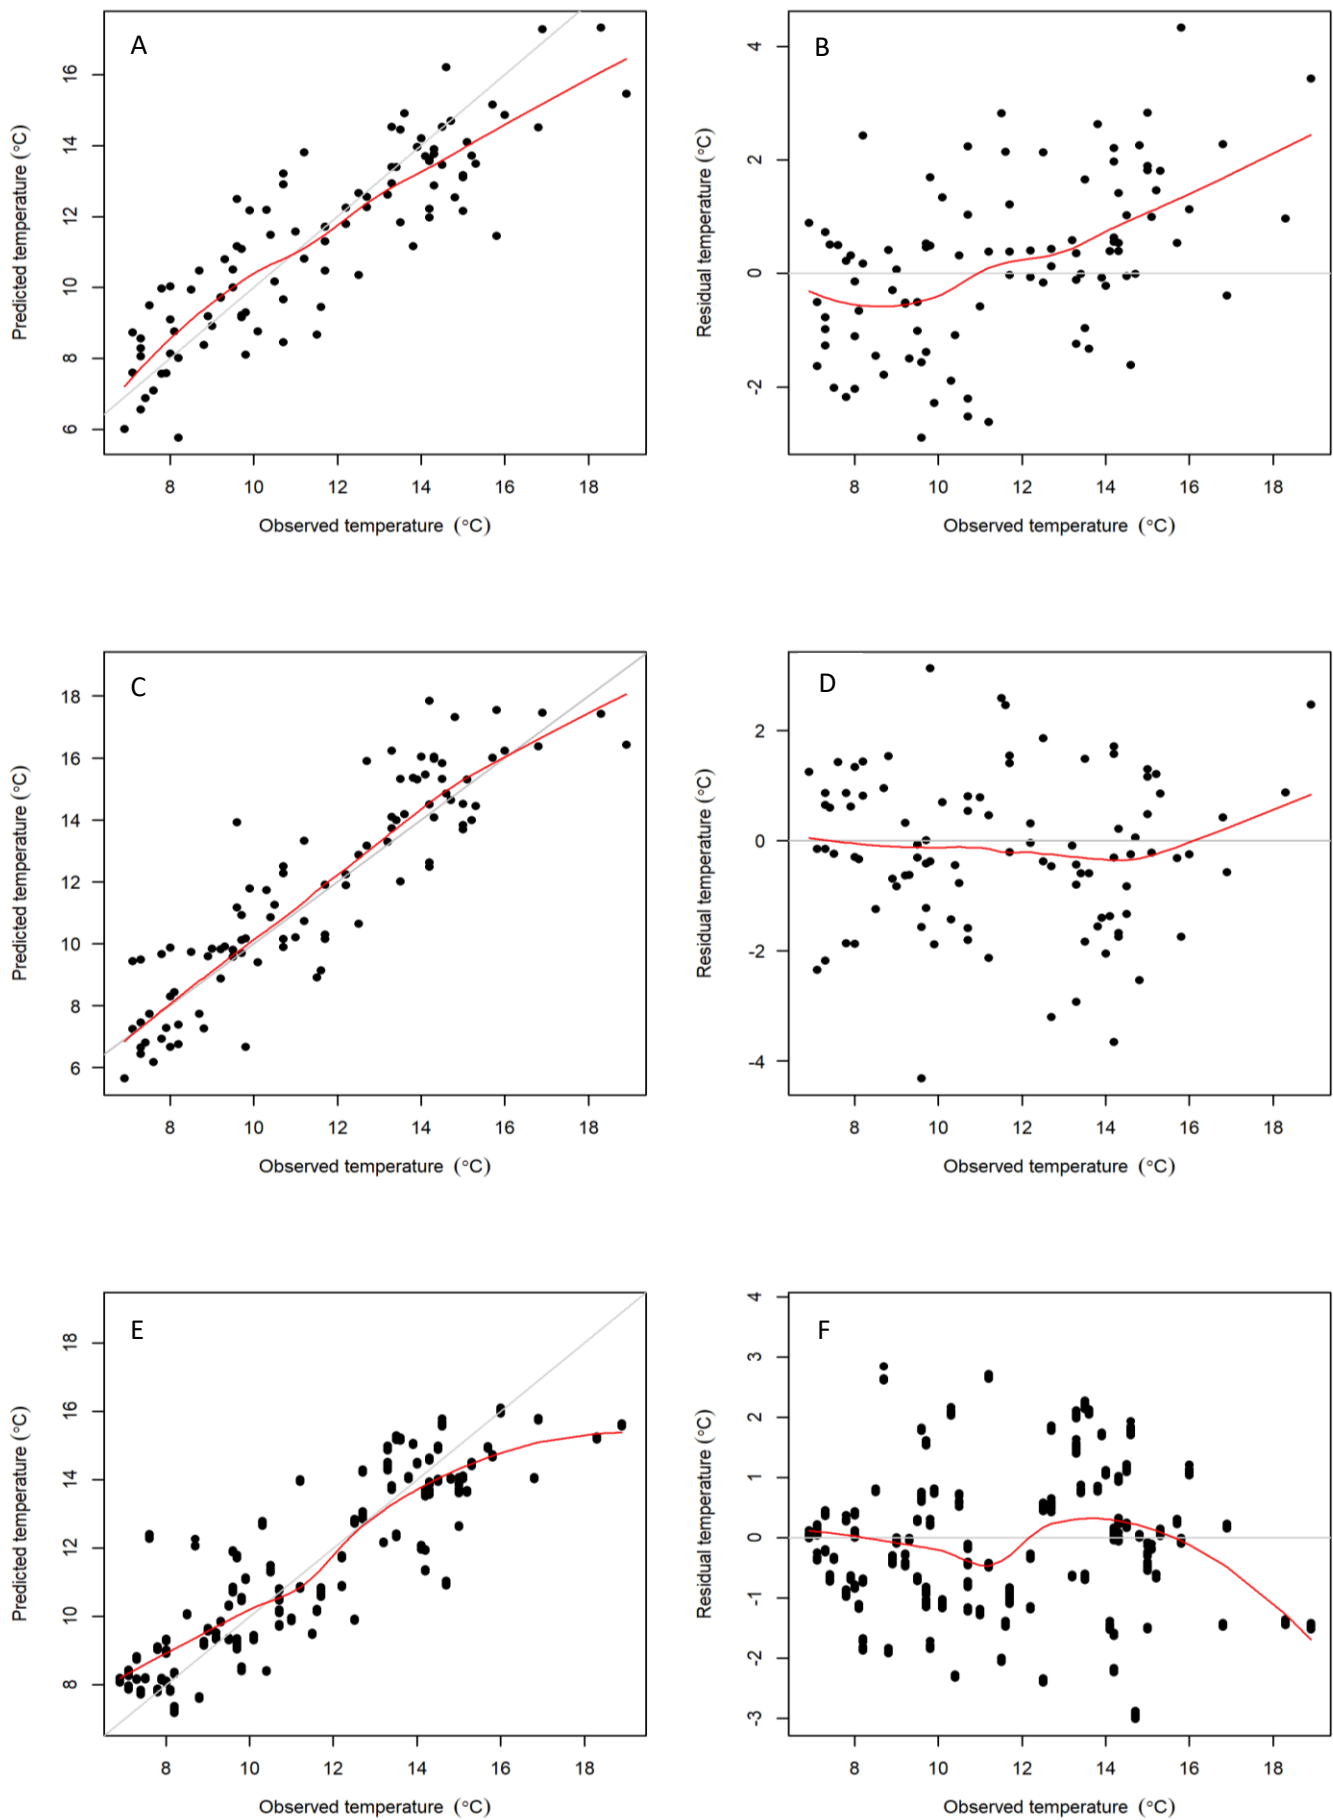 A
Predicted temperature (°C)
16
14
12
10
8
6
8 10 12 14 16 18
Observed temperature (°C)
B
Residual temperature (°C)
4
2
0
-2
8 10 12 14 16 18
Observed temperature (°C)
C
Predicted temperature (°C)
18
16
14
12
10
8
6
8 10 12 14 16 18
Observed temperature (°C)
D
Residual temperature (°C)
2
0
-2
-4
8 10 12 14 16 18
Observed temperature (°C)
E
Predicted temperature (°C)
18
16
14
12
10
8
8 10 12 14 16 18
Observed temperature (°C)
F
Residual temperature (°C)
4
3
2
1
0
-1
-2
-3
8 10 12 14 16 18
Observed temperature (°C)